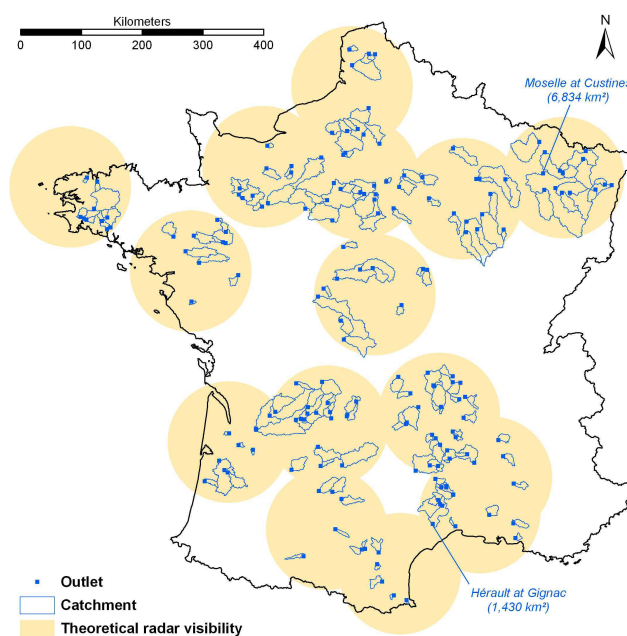 Kilometers
0 100 200 300 400
N
Moselle at Custines
(6,834 km²)
Hérault at Gignac
(1,430 km²)
Outlet
Catchment
Theoretical radar visibility